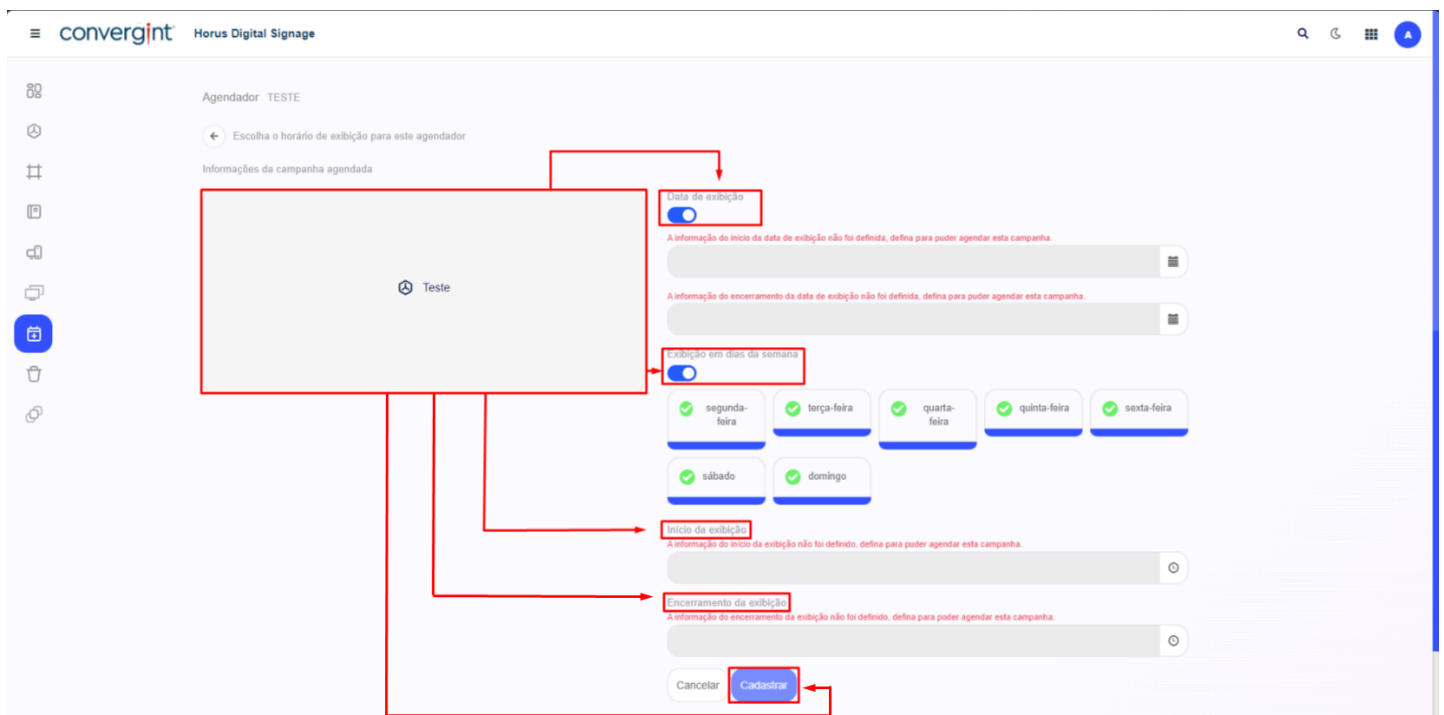 convergint Horus Digital Signage
A
Agendador TESTE
Escolha o horário de exibição para este agendador
Informações da campanha agendada
Teste
Data de exibição
A informação do início da data de exibição não foi definida, defina para puder agendar esta campanha.
A informação do encerramento da data de exibição não foi definida, defina para puder agendar esta campanha.
Exibição em dias da semana
segunda-
feira
terça-feira
quarta-
feira
quinta-feira
sexta-feira
sábado
domingo
Início da exibição
A informação do início da exibição não foi definido, defina para puder agendar esta campanha.
Encerramento da exibição
A informação do encerramento da exibição não foi definido, defina para poder agendar esta campanha.
Cancelar
Cadastrar